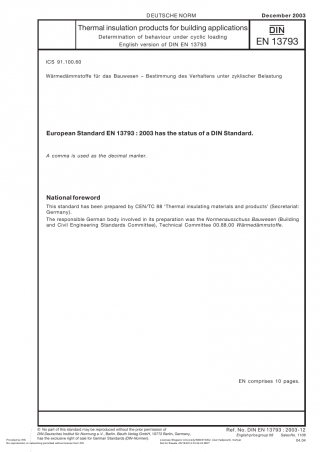 DEUTSCHE NORM
December 2003
Thermal insulation products for building applications
Determination of behaviour under cyclic loading
English version of DIN EN 13793
DIN
EN 13793
ICS 91.100.60
Wärmedämmstoffe für das Bauwesen – Bestimmung des Verhaltens unter zyklischer Belastung
European Standard EN 13793 : 2003 has the status of a DIN Standard.
A comma is used as the decimal marker.
National foreword
This standard has been prepared by CEN/TC 88 'Thermal insulating materials and products' (Secretariat:
Germany).
The responsible German body involved in its preparation was the Normenausschuss Bauwesen (Building
and Civil Engineering Standards Committee), Technical Committee 00.88.00 Wärmedämmstoffe.
EN comprises 10 pages.
© No part of this standard may be reproduced without the prior permission of
DIN Deutsches Institut für Normung e.V., Berlin. Beuth Verlag GmbH, 10772 Berlin,
has the exclusive right of sale for German Standards (DIN-Normen).
Ref. No. DIN EN 13793 : 2003-12
English price group 08 Sales No. 1108
04.04